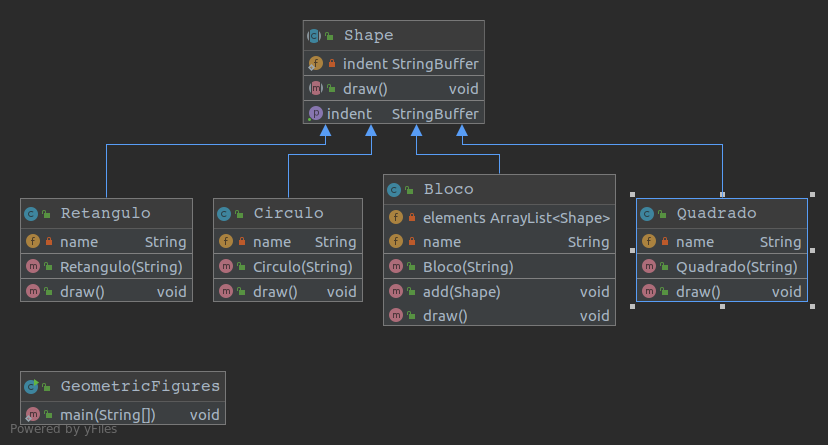 Shape
indent StringBuffer
draw() void
indent StringBuffer
Retangulo
name String
Retangulo(String)
draw() void
Circulo
name String
Circulo(String)
draw() void
Bloco
elements ArrayList<Shape>
name String
Bloco(String)
add(Shape) void
draw() void
Quadrado
name String
Quadrado(String)
draw() void
GeometricFigures
main(String[]) void
Powered by yFiles